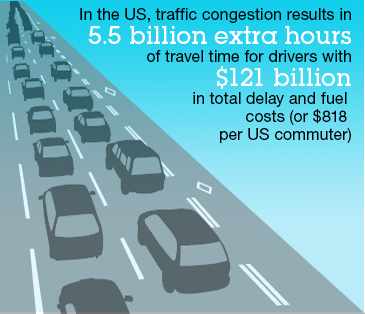 In the US, traffic congestion results in
5.5 billion extra hours
of travel time for drivers with
$121 billion
in total delay and fuel
costs (or $818
per US commuter)